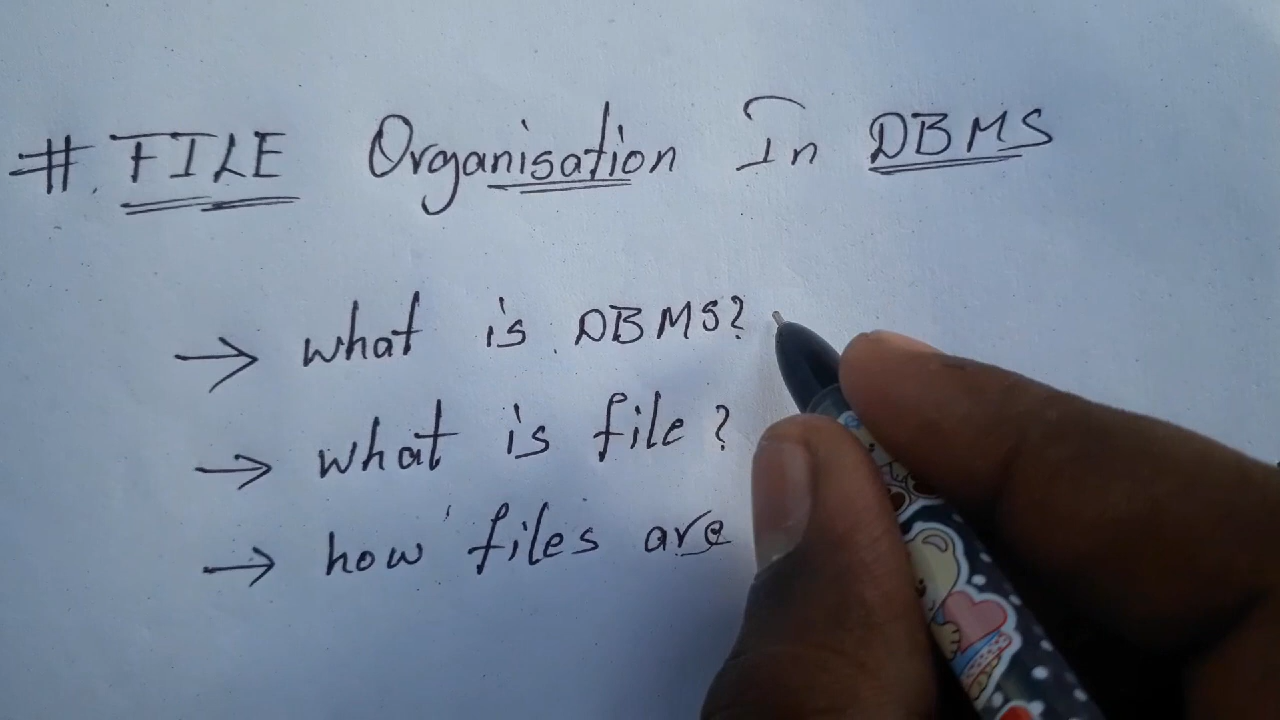 # FILE Organisation In DBMS
→ what is DBMS?
→ what is file?
→ how files are